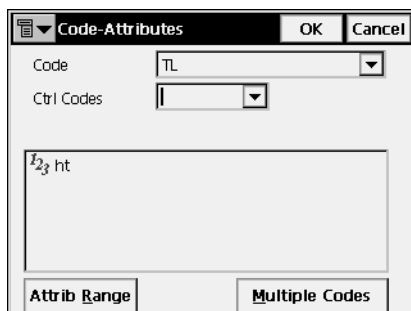 Code-Attributes OK Cancel
Code TL
Ctrl Codes
123 ht
Attrib Range Multiple Codes